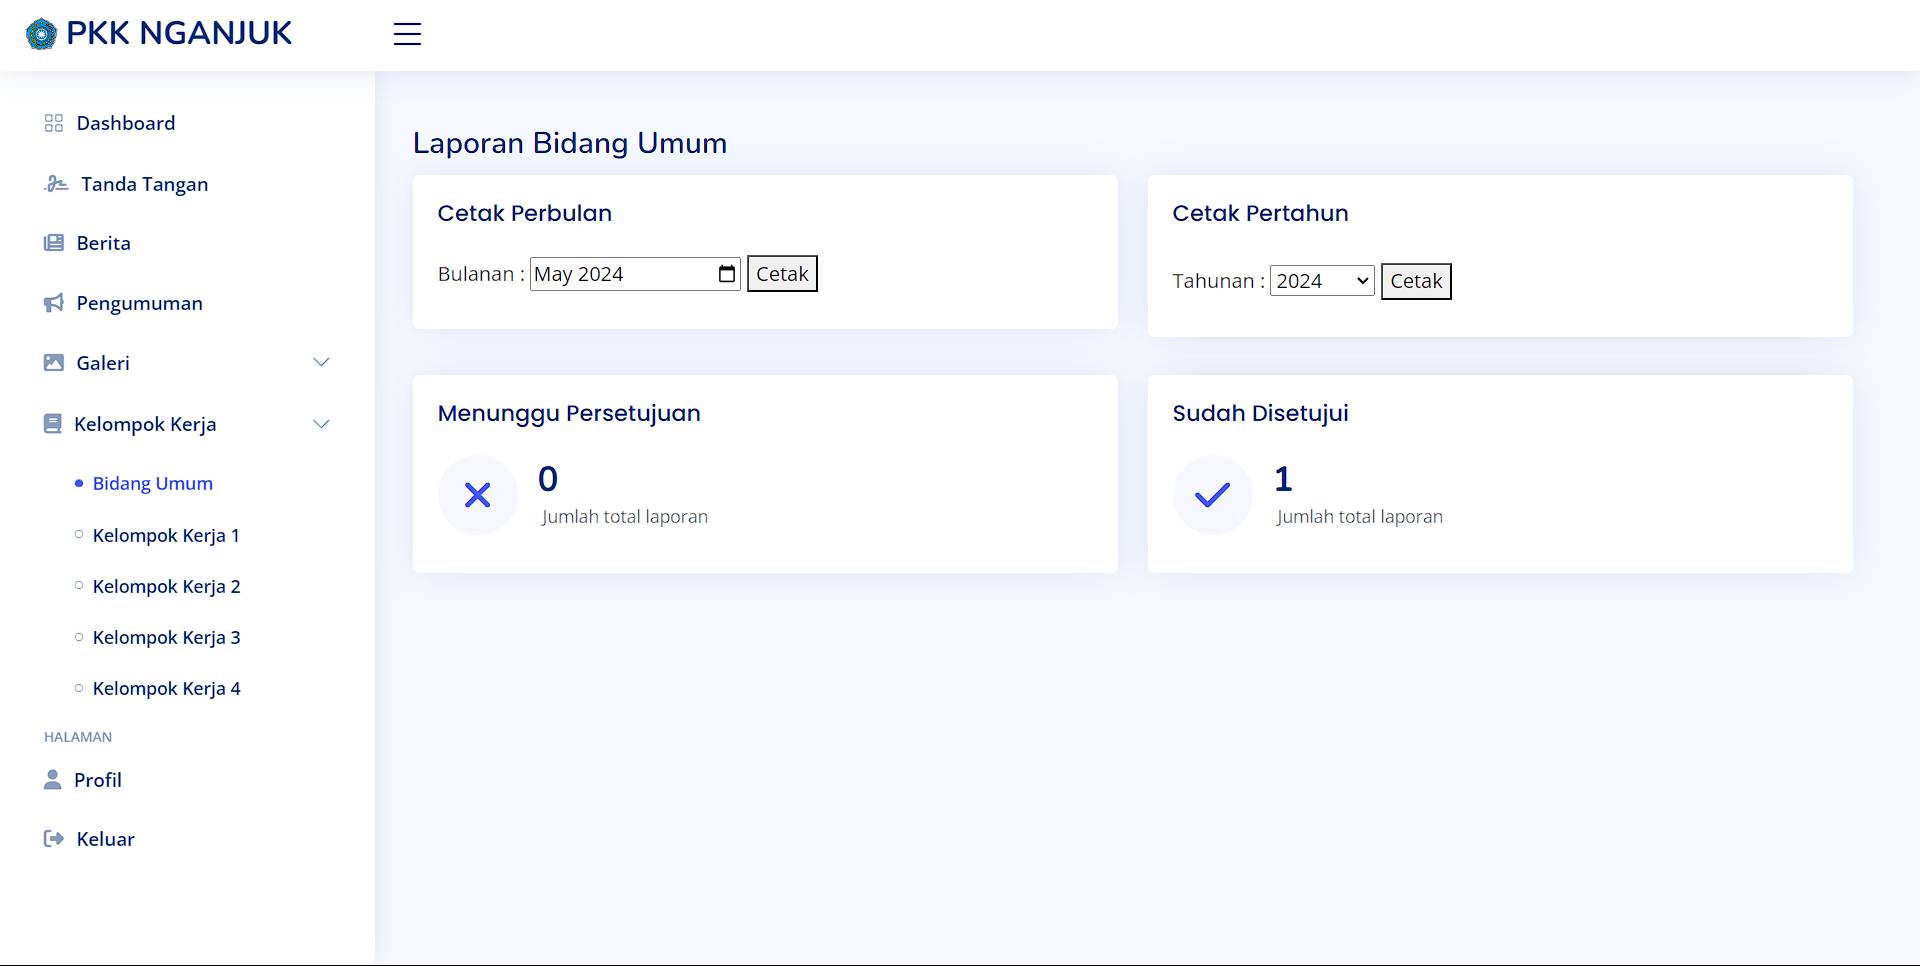 PKK NGANJUK
Dashboard
Tanda Tangan
Berita
Pengumuman
Galeri
Kelompok Kerja
Bidang Umum
Kelompok Kerja 1
Kelompok Kerja 2
Kelompok Kerja 3
Kelompok Kerja 4
HALAMAN
Profil
Keluar
Laporan Bidang Umum
Cetak Perbulan
Bulanan : May 2024 Cetak
Cetak Pertahun
Tahunan : 2024 Cetak
Menunggu Persetujuan
0
Jumlah total laporan
Sudah Disetujui
1
Jumlah total laporan